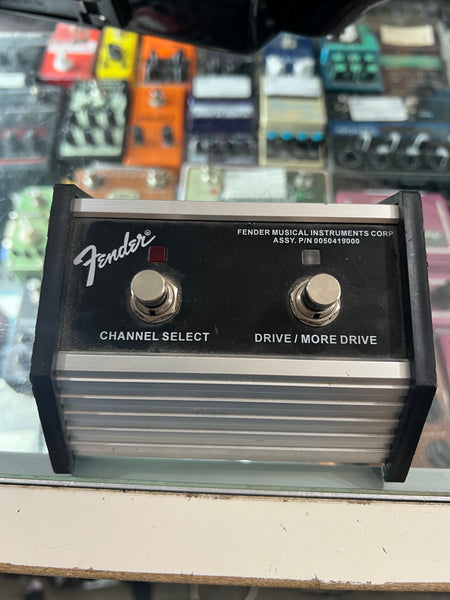 Fender®
FENDER MUSICAL INSTRUMENTS CORP
ASSY. P/N 0050419000
CHANNEL SELECT
DRIVE / MORE DRIVE